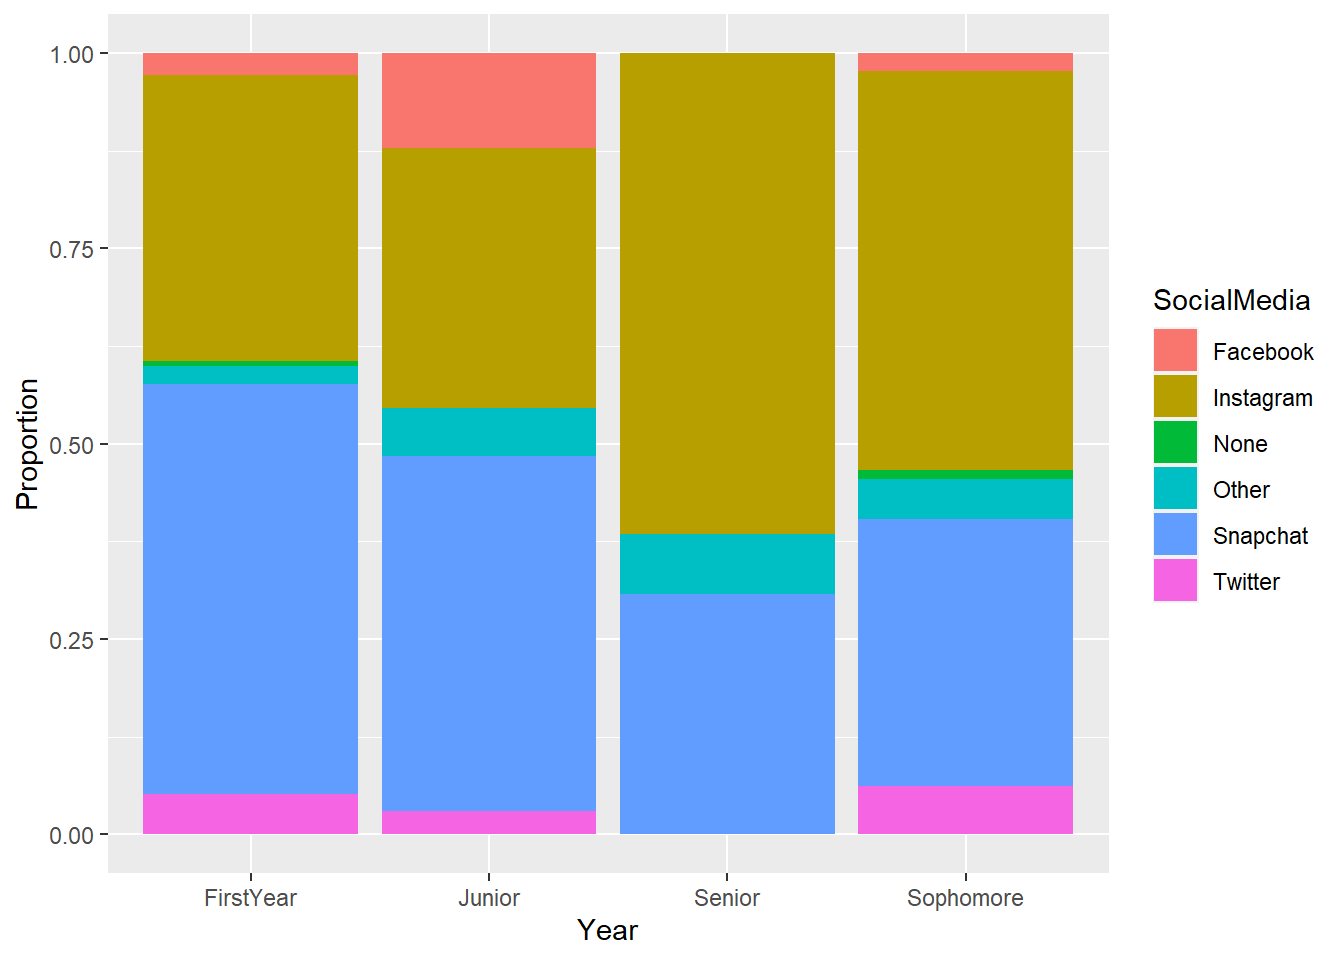 1.00
0.75
0.50
0.25
0.00
Proportion
FirstYear
Junior
Senior
Sophomore
Year
SocialMedia
Facebook
Instagram
None
Other
Snapchat
Twitter